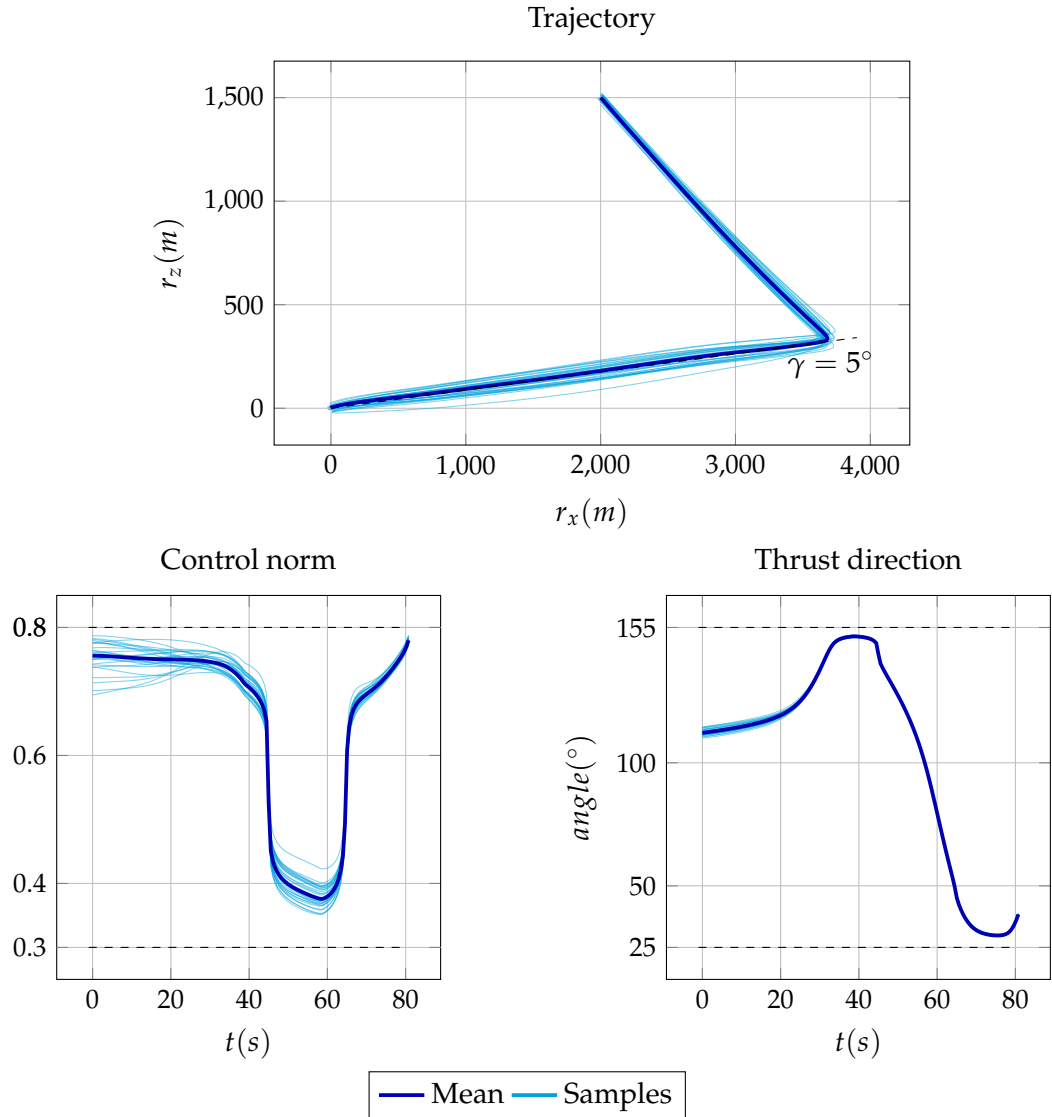 Trajectory
1,500
1,000
500
0
r_z(m)
γ = 5°
0 1,000 2,000 3,000 4,000
r_x(m)
Control norm
0.8
0.6
0.4
0.3
0 20 40 60 80
t(s)
Thrust direction
155
100
50
25
angle(°)
0 20 40 60 80
t(s)
Mean Samples